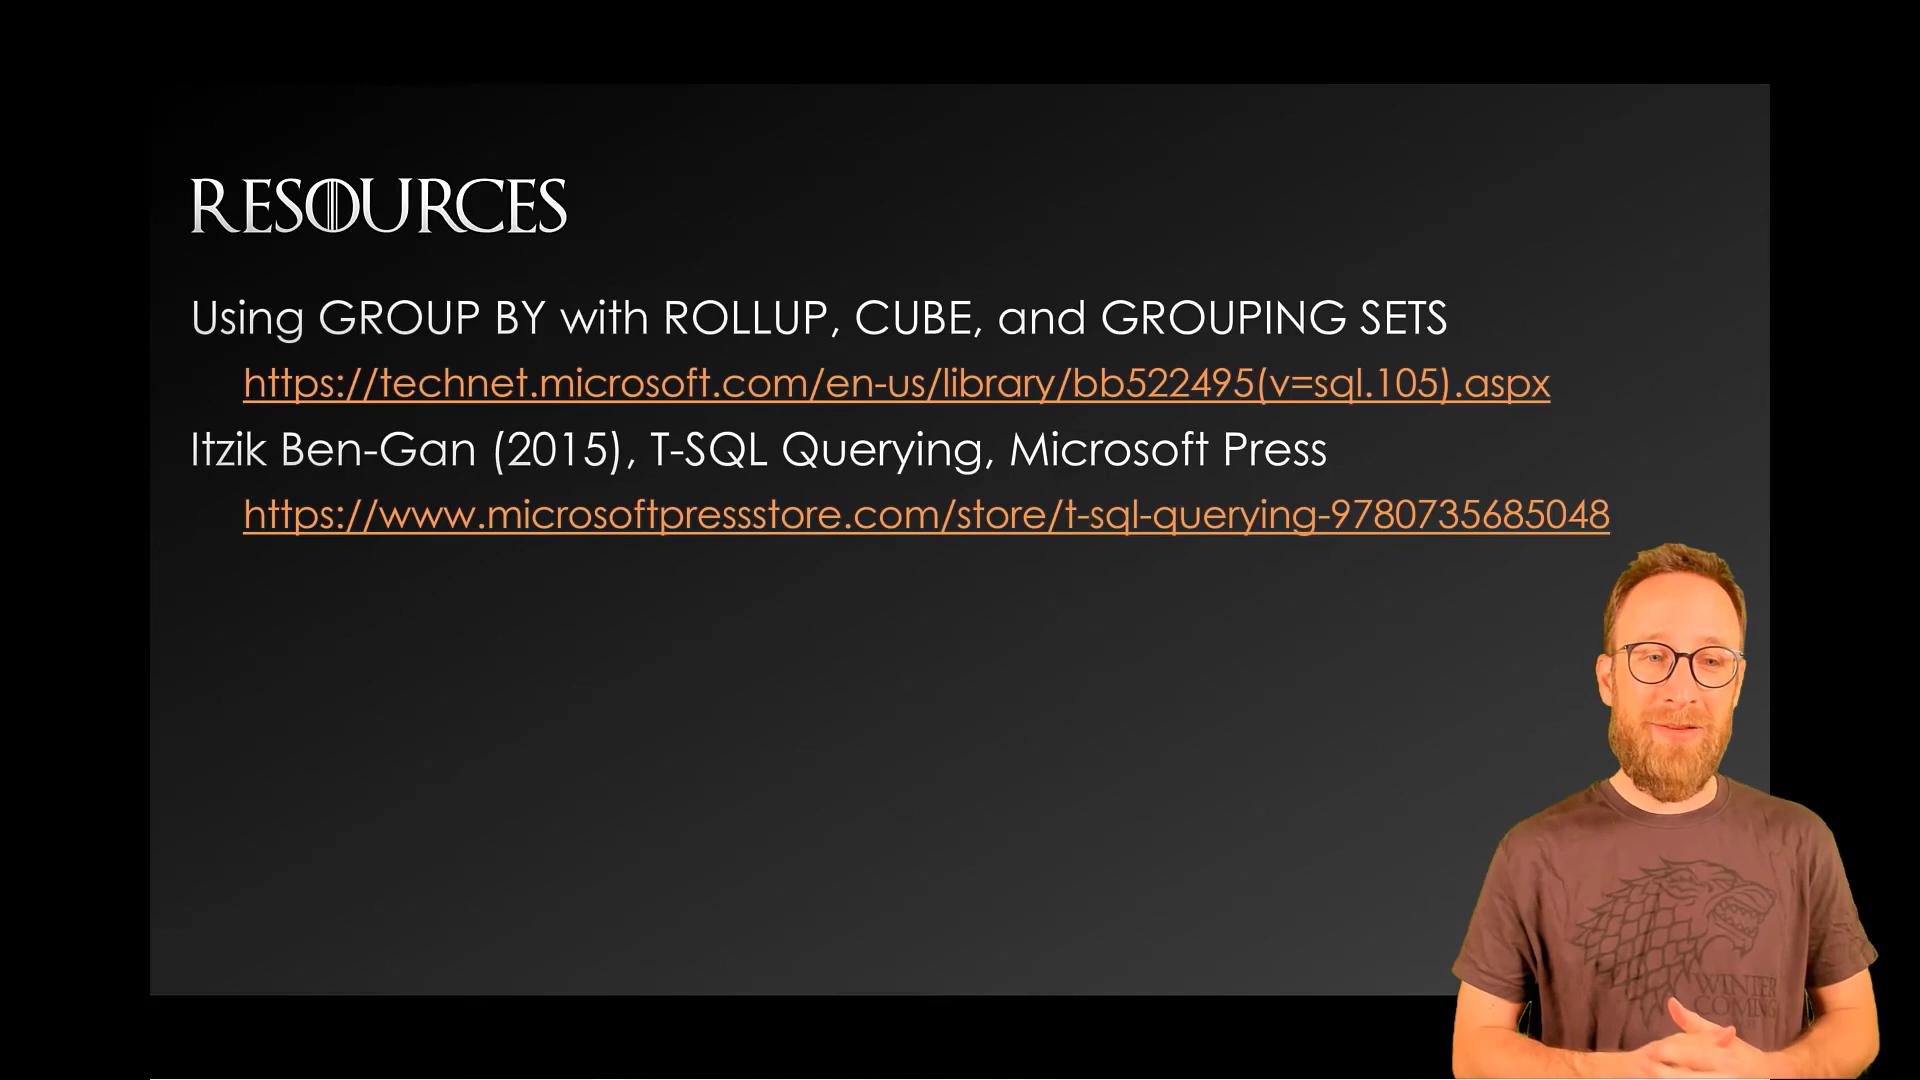 RESOURCES
Using GROUP BY with ROLLUP, CUBE, and GROUPING SETS
https://technet.microsoft.com/en-us/library/bb522495(v=sql.105).aspx
Itzik Ben-Gan (2015), T-SQL Querying, Microsoft Press
https://www.microsoftpressstore.com/store/t-sql-querying-9780735685048
WINTER
COMING